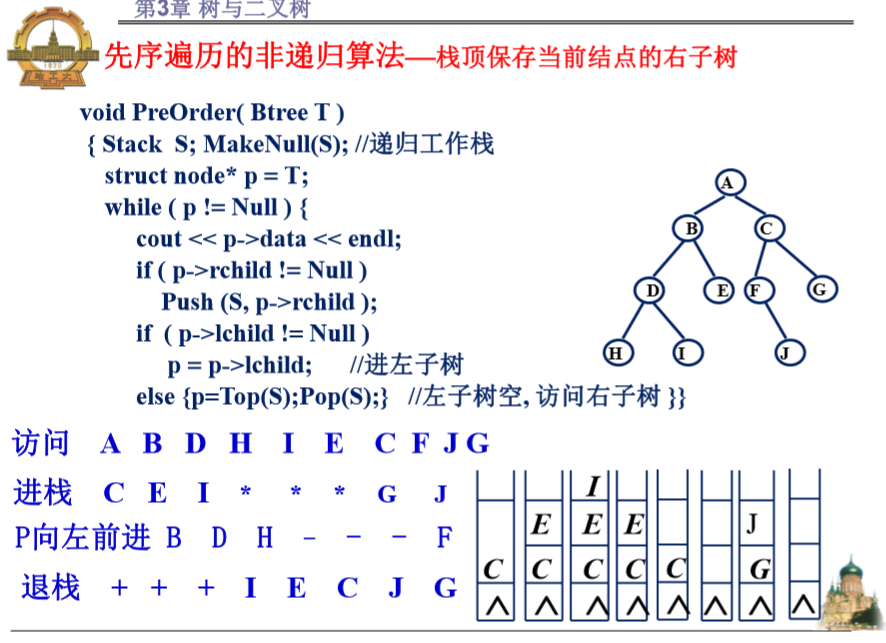 第3章 树与二叉树
先序遍历的非递归算法—栈顶保存当前结点的右子树
void PreOrder( Btree T )
{ Stack S; MakeNull(S); //递归工作栈
struct node* p = T;
while ( p != Null ) {
cout << p->data << endl;
if ( p->rchild != Null )
Push (S, p->rchild );
if ( p->lchild != Null )
p = p->lchild; //进左子树
else {p=Top(S);Pop(S);} //左子树空, 访问右子树 }}
A
B C
D E F G
H I J
访问 A B D H I E C F J G
进栈 C E I * * * G J
P向左前进 B D H – – – F
退栈 + + + I E C J G
I
E E E J
C C C C C G
∧ ∧ ∧ ∧ ∧ ∧ ∧ ∧